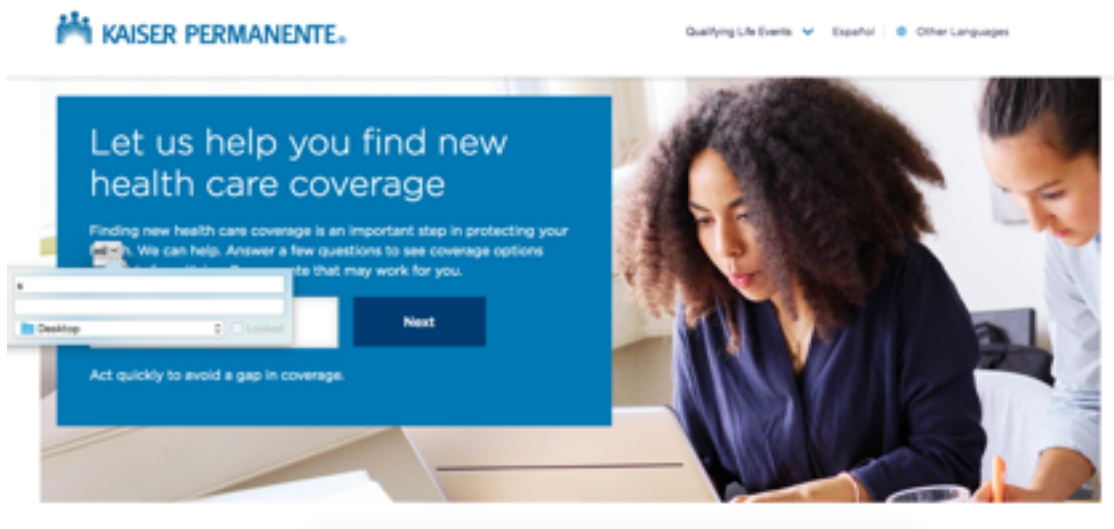 KAISER PERMANENTE®
Qualifying Life Events Español Other Languages
Let us help you find new
health care coverage
Finding new health care coverage is an important step in protecting your
We can help. Answer a few questions to see coverage options
that may work for you.
s
Desktop Locked
Next
Act quickly to avoid a gap in coverage.